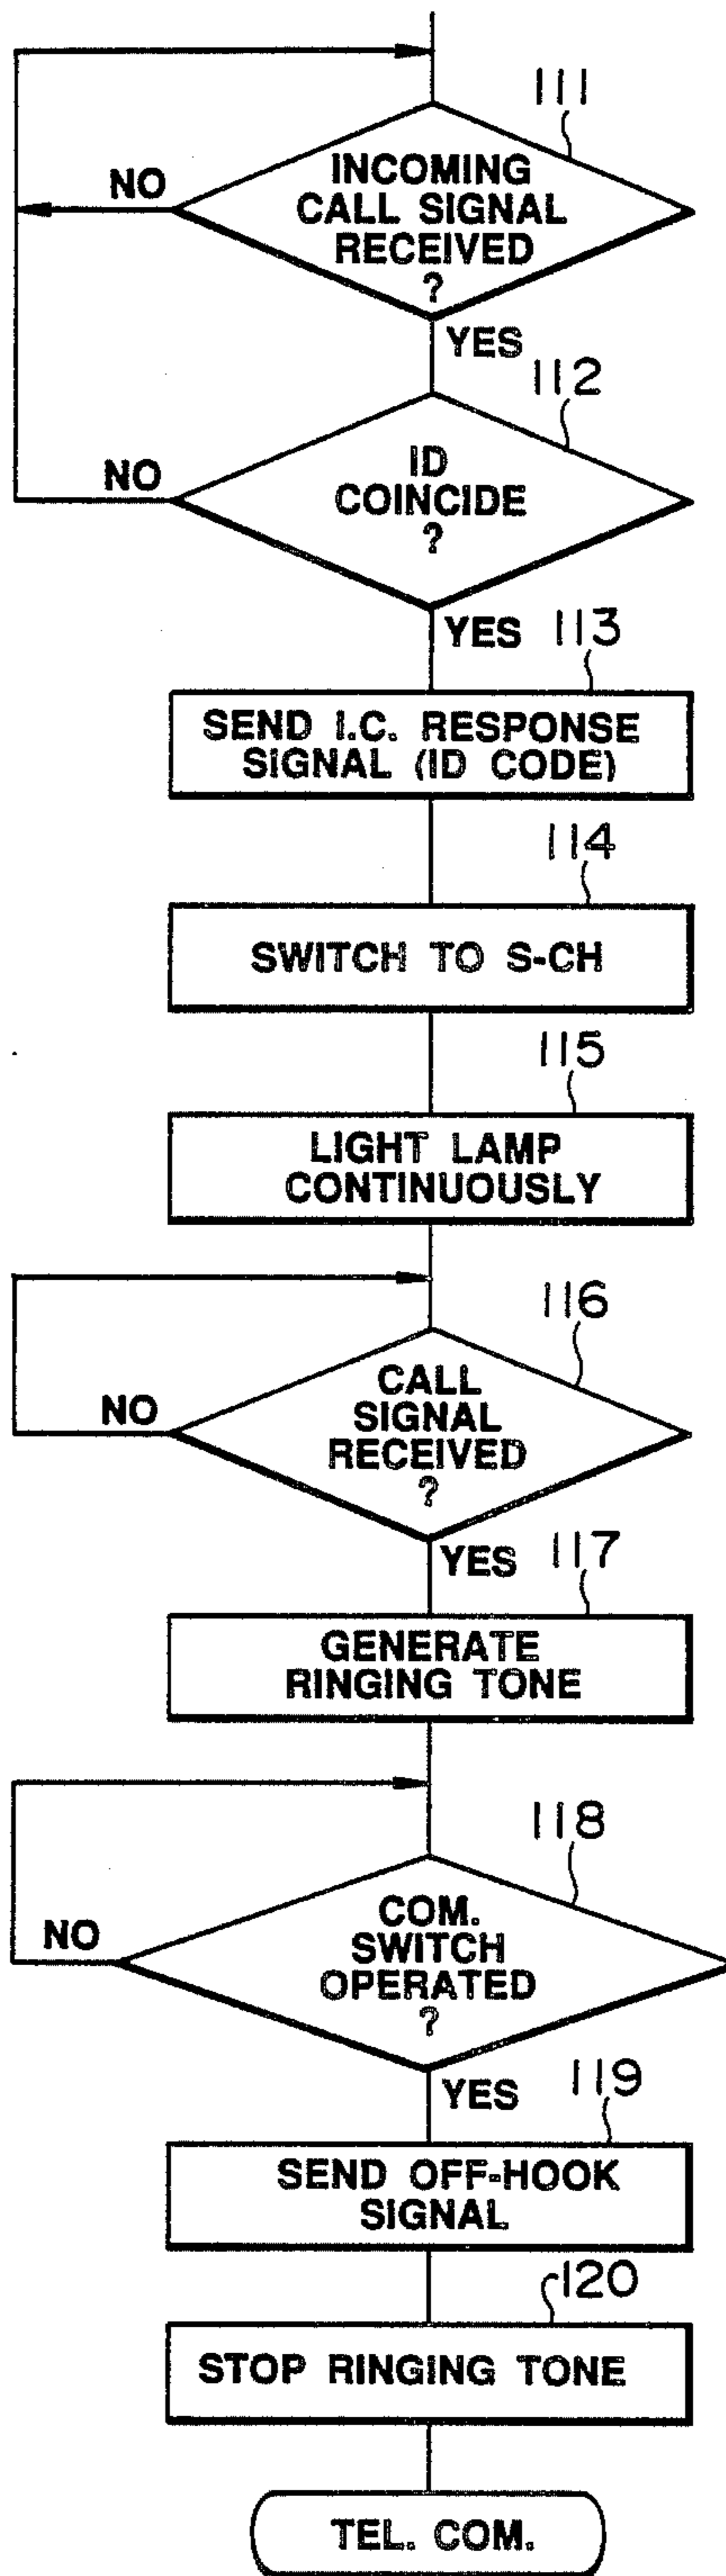 111
INCOMING
CALL SIGNAL
RECEIVED
?
NO
YES
112
ID
COINCIDE
?
NO
YES
113
SEND I.C. RESPONSE
SIGNAL (ID CODE)
114
SWITCH TO S-CH
115
LIGHT LAMP
CONTINUOUSLY
116
CALL
SIGNAL
RECEIVED
?
NO
YES
117
GENERATE
RINGING TONE
118
COM.
SWITCH
OPERATED
?
NO
YES
119
SEND OFF-HOOK
SIGNAL
120
STOP RINGING TONE
TEL. COM.